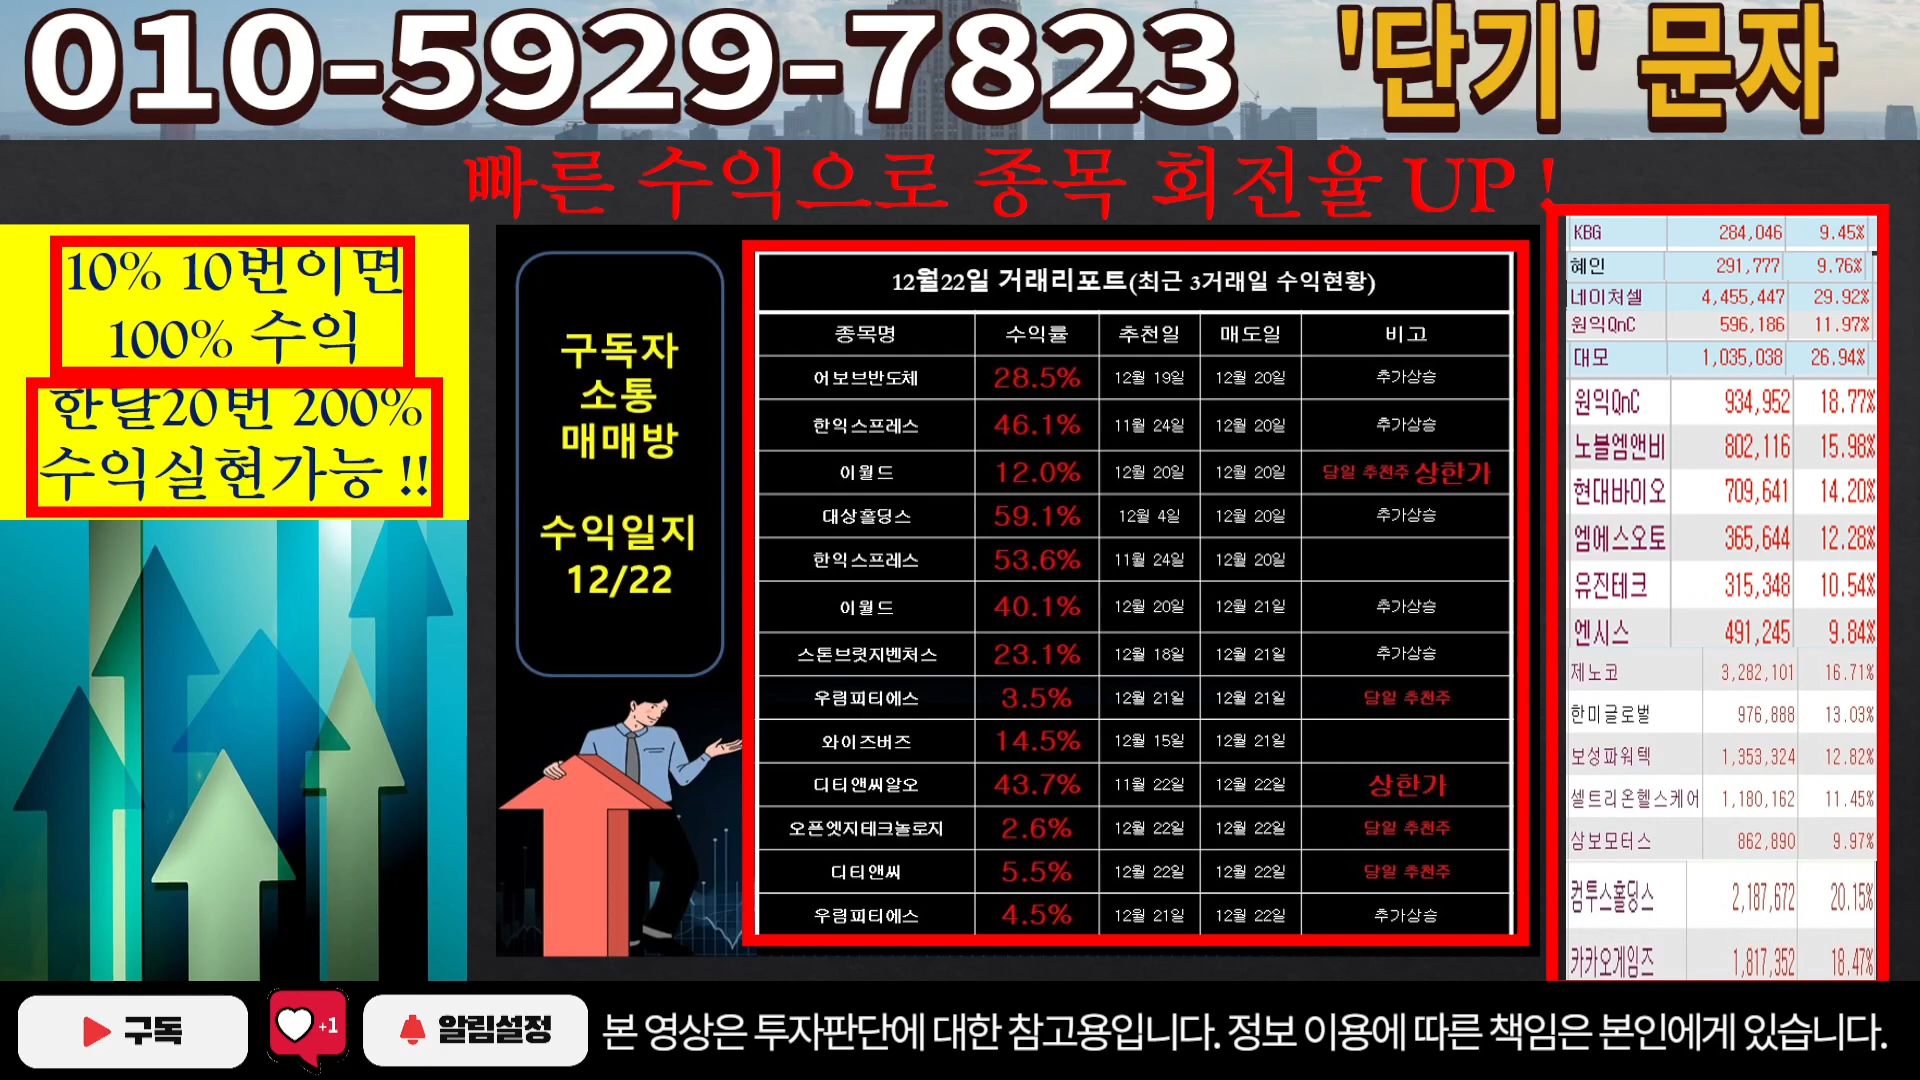 010-5929-7823 '단기' 문자
빠른 수익으로 종목 회전율 UP !
10% 10번이면
100% 수익
한달20번 200%
수익실현가능 !!
구독자
소통
매매방
수익일지
12/22
12월22일 거래리포트(최근 3거래일 수익현황)
종목명 수익률 추천일 매도일 비고
어보브반도체 28.5% 12월 19일 12월 20일 추가상승
한익스프레스 46.1% 11월 24일 12월 20일 추가상승
이월드 12.0% 12월 20일 12월 20일 당일 추천주 상한가
대상홀딩스 59.1% 12월 4일 12월 20일 추가상승
한익스프레스 53.6% 11월 24일 12월 20일
이월드 40.1% 12월 20일 12월 21일 추가상승
스톤브릿지벤처스 23.1% 12월 18일 12월 21일 추가상승
우림피티에스 3.5% 12월 21일 12월 21일 당일 추천주
와이즈버즈 14.5% 12월 15일 12월 21일
디티앤씨알오 43.7% 11월 22일 12월 22일 상한가
오픈엣지테크놀로지 2.6% 12월 22일 12월 22일 당일 추천주
디티앤씨 5.5% 12월 22일 12월 22일 당일 추천주
우림피티에스 4.5% 12월 21일 12월 22일 추가상승
KBG 284,046 9.45%
혜인 291,777 9.76%
네이처셀 4,455,447 29.92%
원익QnC 596,186 11.97%
대모 1,035,038 26.94%
원익QnC 934,952 18.77%
노블엠앤비 802,116 15.98%
현대바이오 709,641 14.20%
엠에스오토 365,644 12.28%
유진테크 315,348 10.54%
엔시스 491,245 9.84%
제노코 3,282,101 16.71%
한미글로벌 976,888 13.03%
보성파워텍 1,353,324 12.82%
셀트리온헬스케어 1,180,162 11.45%
상보모터스 862,890 9.97%
컴투스홀딩스 2,187,672 20.15%
카카오게임즈 1,817,352 18.47%
구독 +1 알림설정 본 영상은 투자판단에 대한 참고용입니다. 정보 이용에 따른 책임은 본인에게 있습니다.